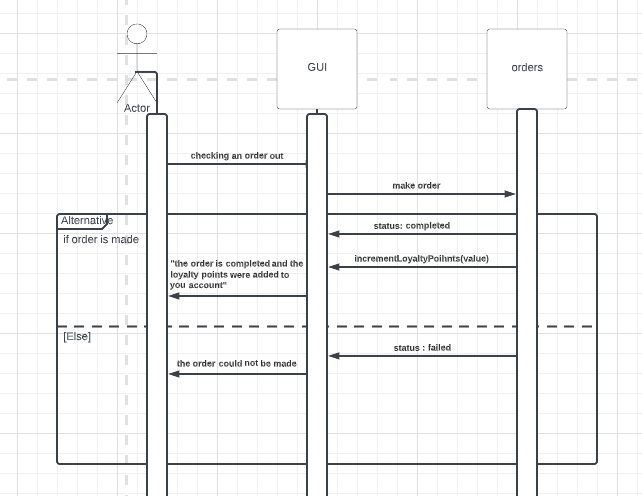 GUI
orders
Actor
checking an order out
make order
Alternative
if order is made
status: completed
incrementLoyaltyPoihnts(value)
"the order is completed and the
loyalty points were added to
you account"
[Else]
status : failed
the order could not be made